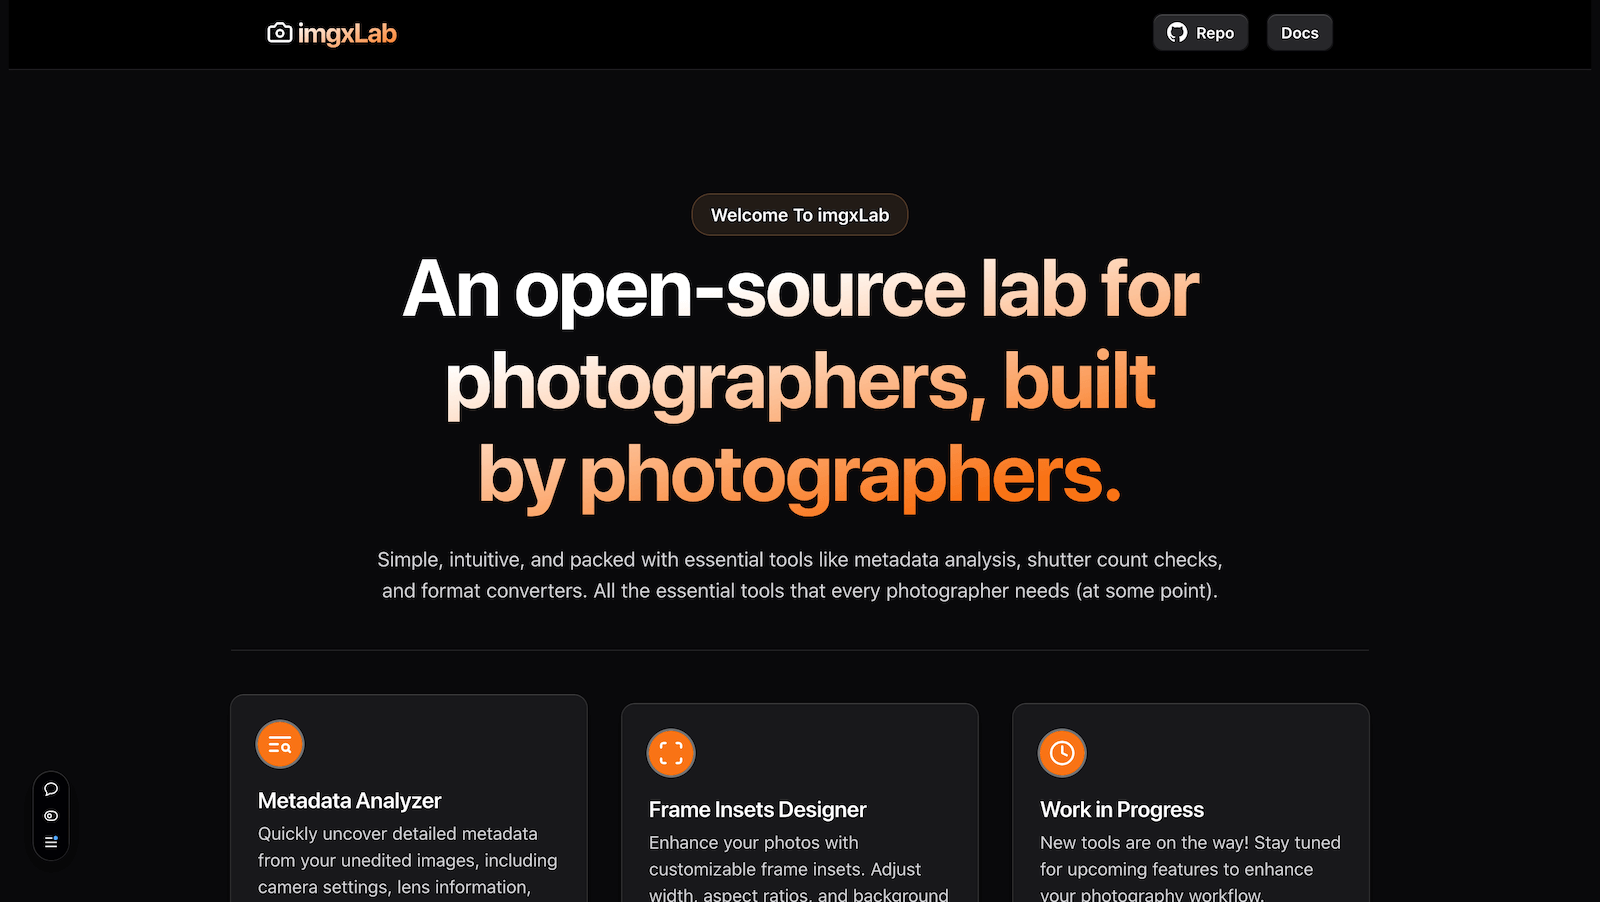 imgxLab
Repo
Docs
Welcome To imgxLab
An open-source lab for
photographers, built
by photographers.
Simple, intuitive, and packed with essential tools like metadata analysis, shutter count checks,
and format converters. All the essential tools that every photographer needs (at some point).
Metadata Analyzer
Quickly uncover detailed metadata
from your unedited images, including
camera settings, lens information,
Frame Insets Designer
Enhance your photos with
customizable frame insets. Adjust
width, aspect ratios, and background
Work in Progress
New tools are on the way! Stay tuned
for upcoming features to enhance
your photography workflow.